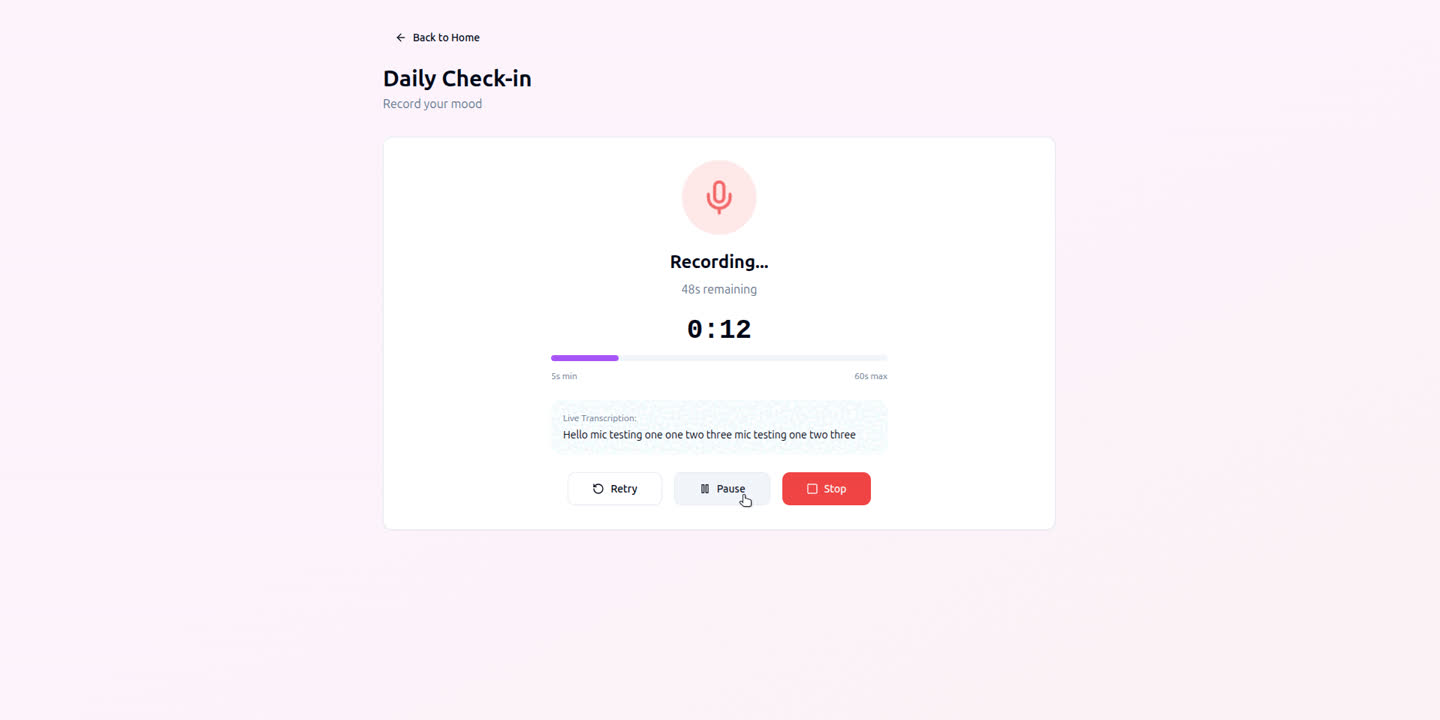 Back to Home
Daily Check-in
Record your mood
Recording...
48s remaining
0:12
5s min
60s max
Live Transcription:
Hello mic testing one one two three mic testing one two three
Retry
Pause
Stop